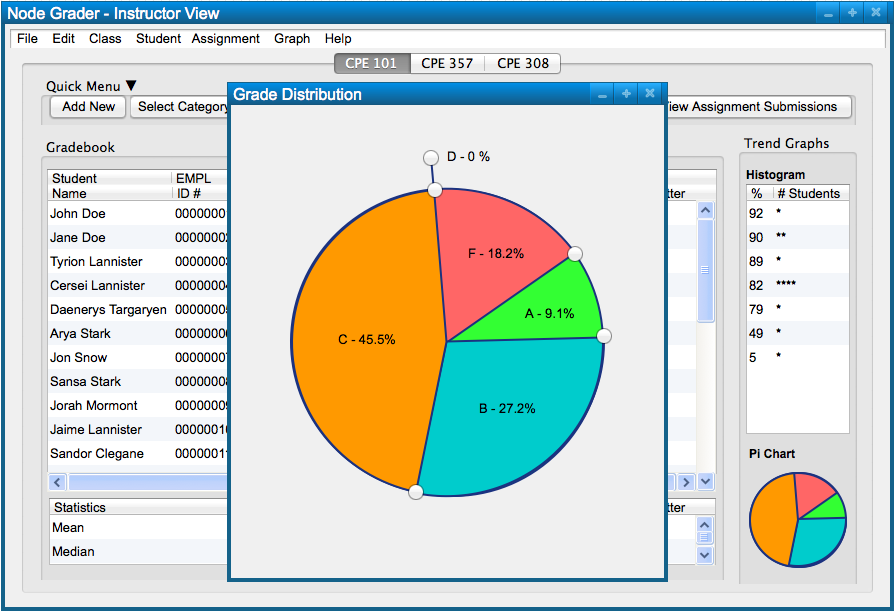 Node Grader - Instructor View
File Edit Class Student Assignment Graph Help
CPE 101 CPE 357 CPE 308
Quick Menu ▼
Add New Select Category View Assignment Submissions
Grade Distribution
D - 0 %
F - 18.2%
A - 9.1%
C - 45.5%
B - 27.2%
Gradebook
Student EMPL
Name ID #
John Doe 0000000
Jane Doe 0000000
Tyrion Lannister 0000000
Cersei Lannister 0000000
Daenerys Targaryen 0000000
Arya Stark 0000000
Jon Snow 0000000
Sansa Stark 0000000
Jorah Mormont 0000000
Jaime Lannister 0000001
Sandor Clegane 0000001
tter
Statistics
tter
Mean
Median
Trend Graphs
Histogram
% # Students
92 *
90 **
89 *
82 ****
79 *
49 *
5 *
Pi Chart